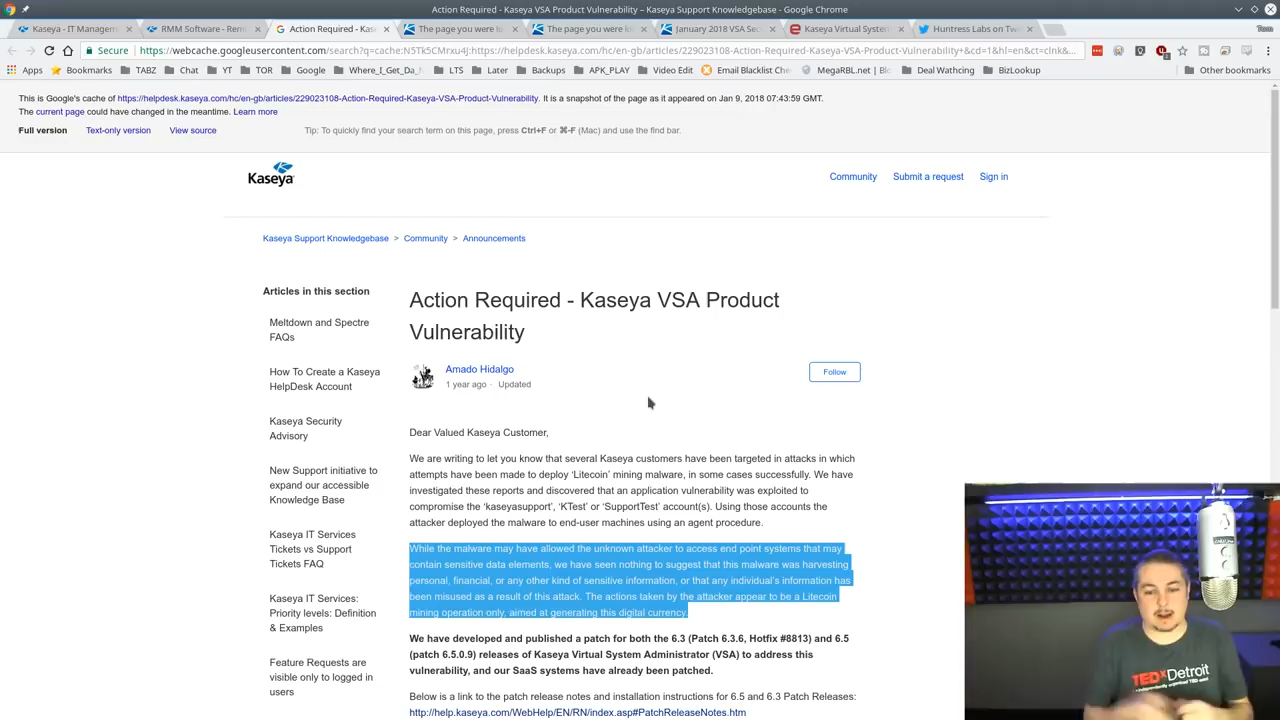 Action Required - Kaseya VSA Product Vulnerability – Kaseya Support Knowledgebase - Google Chrome
Kaseya - IT Managem
RMM Software - Remo
Action Required - Kas
The page you were loo
The page you were loo
January 2018 VSA Sec
Kaseya System Vulner
Huntress Labs on Twi
Tom
Secure
https://webcache.googleusercontent.com/search?q=cache:N5Tk5CMrxu4J:https://helpdesk.kaseya.com/hc/en-gb/articles/229023108-Action-Required-Kaseya-VSA-Product-Vulnerability+&cd=1&hl=en&ct=clnk&...
Apps Bookmarks TABZ Chat YT TOR Google Where_I_Get_Da_ LTS Later Backups APK_PLAY Video Edit Email Blacklist Che MegaRBL.net | Blo Deal Wathcing BizLookup Other bookmarks
This is Google's cache of https://helpdesk.kaseya.com/hc/en-gb/articles/229023108-Action-Required-Kaseya-VSA-Product-Vulnerability. It is a snapshot of the page as it appeared on Jan 9, 2018 07:43:59 GMT.
The current page could have changed in the meantime. Learn more
Full version Text-only version View source Tip: To quickly find your search term on this page, press Ctrl+F or ⌘-F (Mac) and use the find bar.
Kaseya
Community Submit a request Sign in
Kaseya Support Knowledgebase > Community > Announcements
Articles in this section
Meltdown and Spectre
FAQs
How To Create a Kaseya
HelpDesk Account
Kaseya Security
Advisory
New Support initiative to
expand our accessible
Knowledge Base
Kaseya IT Services
Tickets vs Support
Tickets FAQ
Kaseya IT Services:
Priority levels: Definition
& Examples
Feature Requests are
visible only to logged in
users
Action Required - Kaseya VSA Product
Vulnerability
Amado Hidalgo
1 year ago · Updated
Follow
Dear Valued Kaseya Customer,
We are writing to let you know that several Kaseya customers have been targeted in attacks in which
attempts have been made to deploy ‘Litecoin’ mining malware, in some cases successfully. We have
investigated these reports and discovered that an application vulnerability was exploited to
compromise the ‘kaseyasupport’, ‘KTest’ or ‘SupportTest’ account(s). Using those accounts the
attacker deployed the malware to end-user machines using an agent procedure.
While the malware may have allowed the unknown attacker to access end point systems that may
contain sensitive data elements, we have seen nothing to suggest that this malware was harvesting
personal, financial, or any other kind of sensitive information, or that any individual’s information has
been misused as a result of this attack. The actions taken by the attacker appear to be a Litecoin
mining operation only, aimed at generating this digital currency.
We have developed and published a patch for both the 6.3 (Patch 6.3.6, Hotfix #8813) and 6.5
(patch 6.5.0.9) releases of Kaseya Virtual System Administrator (VSA) to address this
vulnerability, and our SaaS systems have already been patched.
Below is a link to the patch release notes and installation instructions for 6.5 and 6.3 Patch Releases:
http://help.kaseya.com/WebHelp/EN/RN/index.asp#PatchReleaseNotes.htm
TEDxDetroit